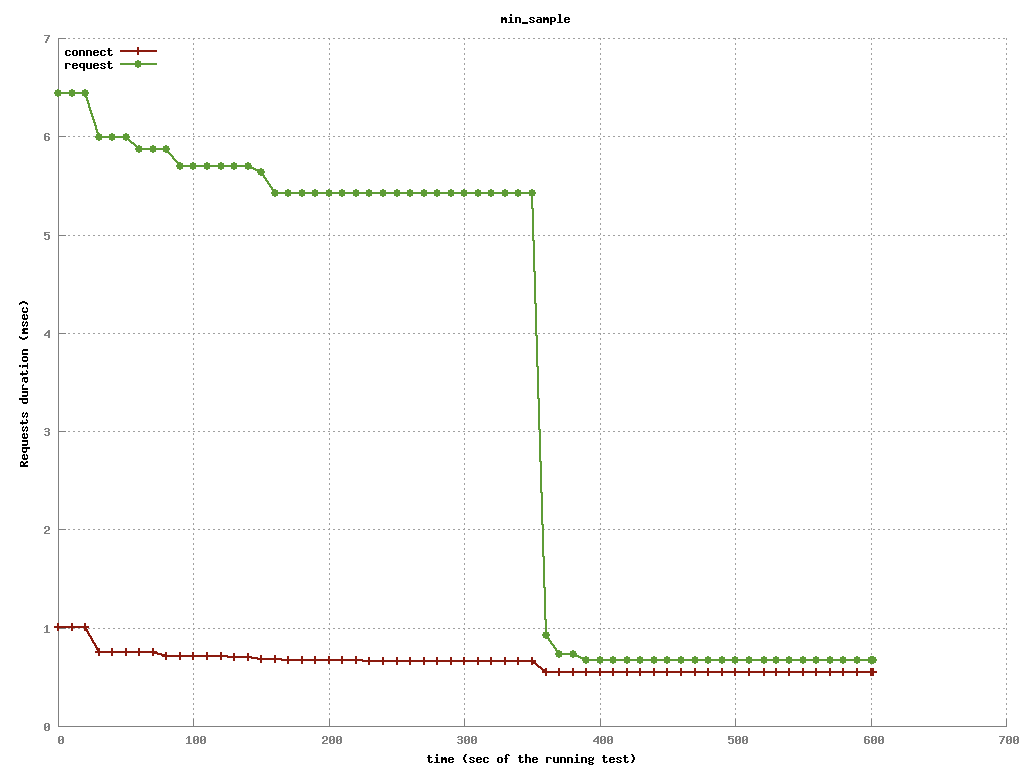 min_sample
7
connect
request
6
5
4
3
2
1
0
Requests duration (msec)
0 100 200 300 400 500 600 700
time (sec of the running test)